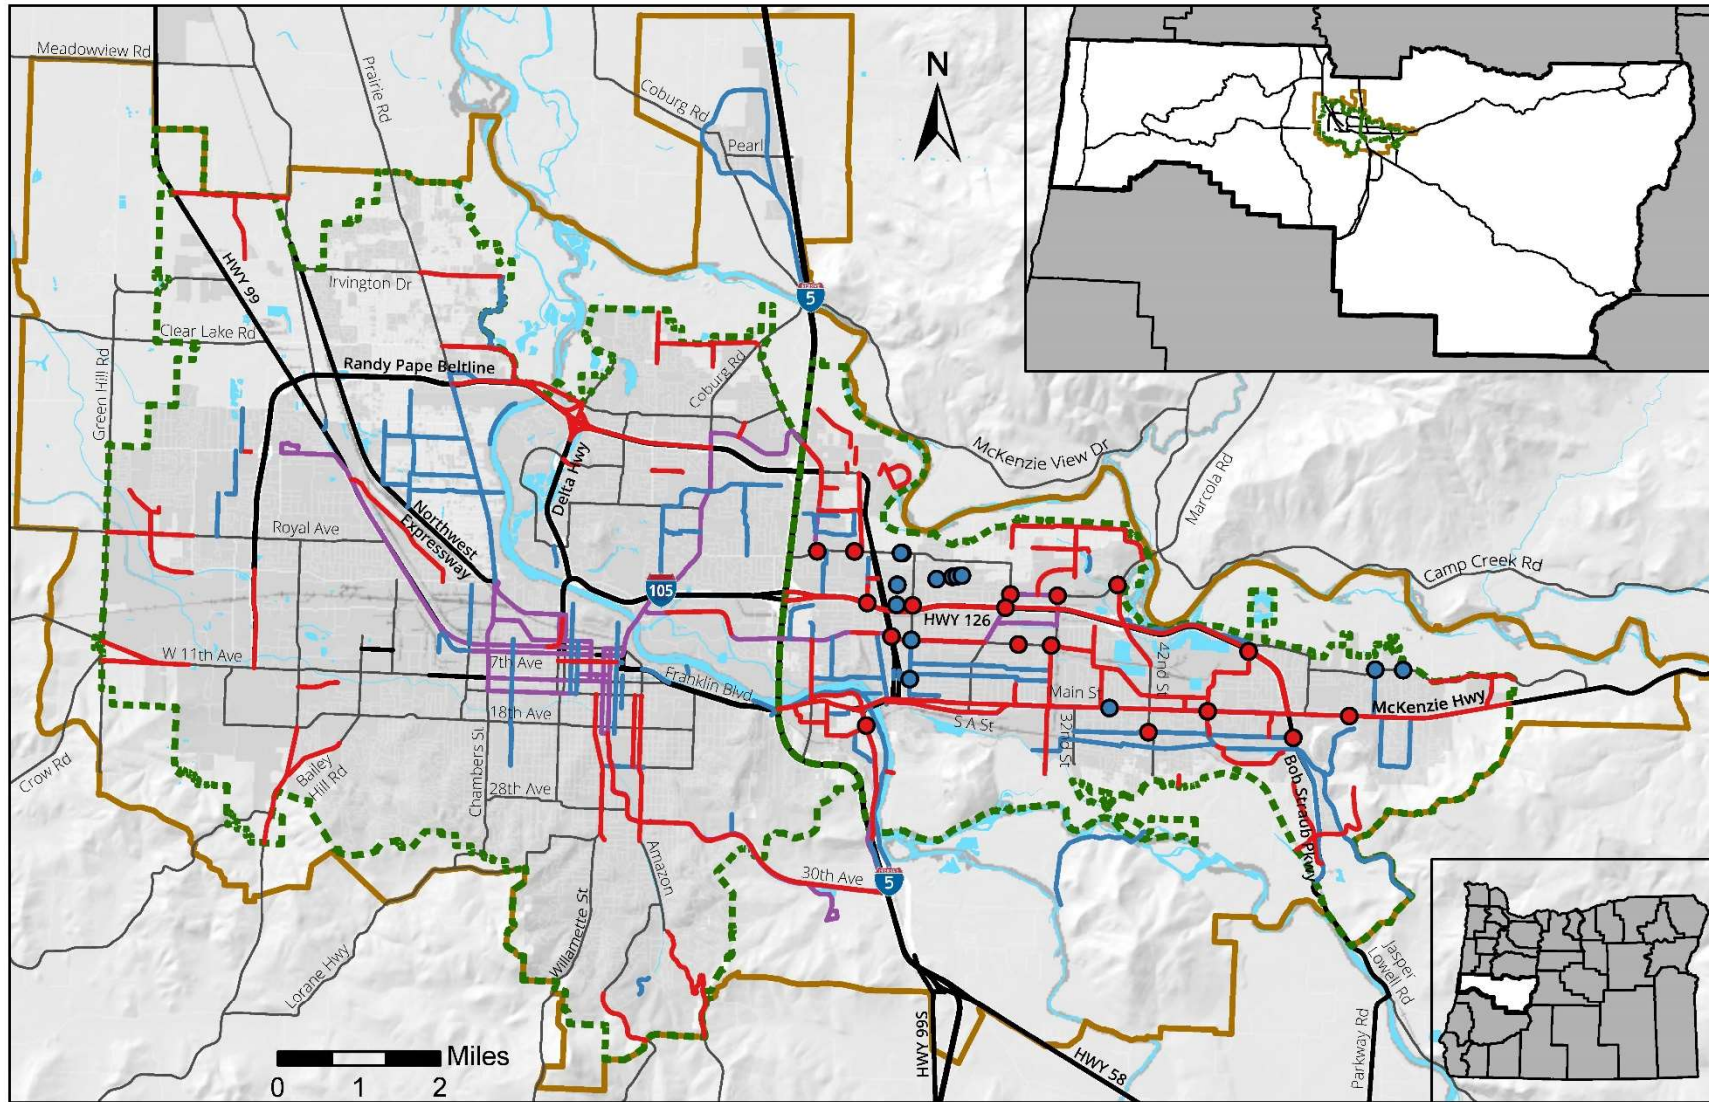 Meadowview Rd
Prairie Rd
Coburg Rd
Pearl
N
HWY 99
Irvington Dr
5
Clear Lake Rd
Green Hill Rd
Randy Pape Beltline
Coburg Rd
McKenzie View Dr
Marcola Rd
Delta Hwy
Northwest
Expressway
Royal Ave
Camp Creek Rd
105
HWY 126
W 11th Ave
7th Ave
Franklin Blvd
42nd St
Main St
McKenzie Hwy
18th Ave
S A St
32nd St
Crow Rd
Bailey
Hill Rd
Chambers St
28th Ave
Bob Straub Pkwy
Amazon
30th Ave
5
Willamette St
Lorane Hwy
Jasper
Lowell Rd
HWY 99S
HWY 58
Parkway Rd
Miles
0 1 2